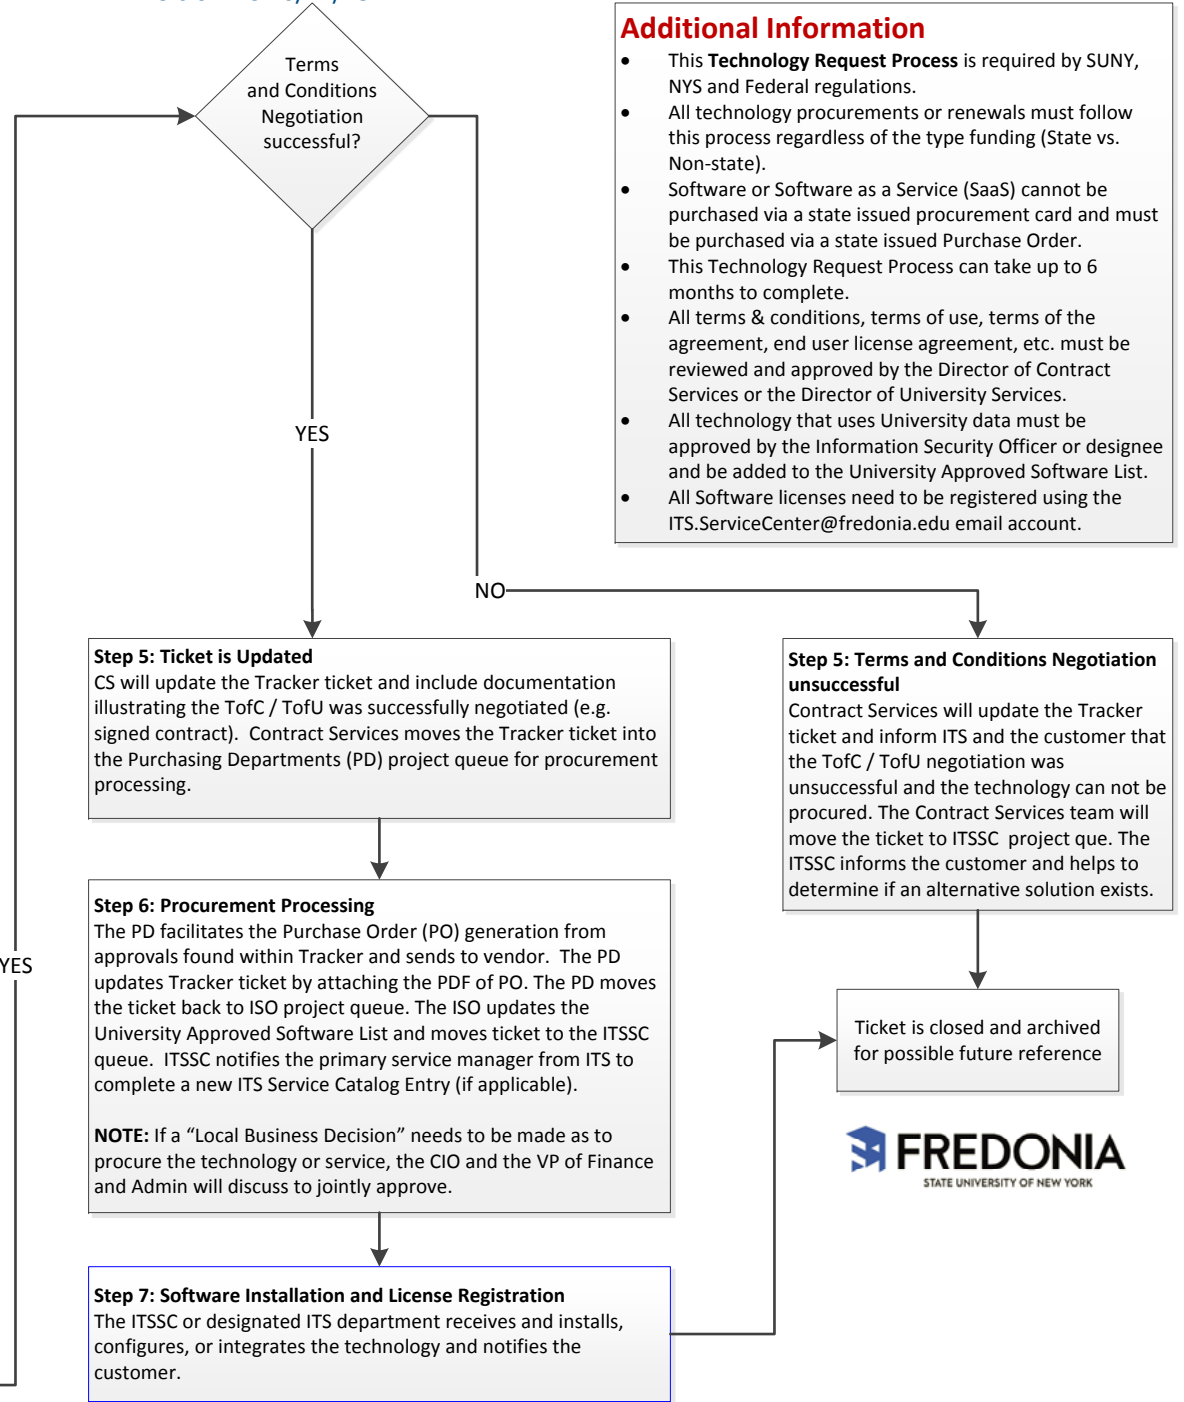 Terms
and Conditions
Negotiation
successful?
Additional Information
• This Technology Request Process is required by SUNY,
NYS and Federal regulations.
• All technology procurements or renewals must follow
this process regardless of the type funding (State vs.
Non-state).
• Software or Software as a Service (SaaS) cannot be
purchased via a state issued procurement card and must
be purchased via a state issued Purchase Order.
• This Technology Request Process can take up to 6
months to complete.
• All terms & conditions, terms of use, terms of the
agreement, end user license agreement, etc. must be
reviewed and approved by the Director of Contract
Services or the Director of University Services.
• All technology that uses University data must be
approved by the Information Security Officer or designee
and be added to the University Approved Software List.
• All Software licenses need to be registered using the
ITS.ServiceCenter@fredonia.edu email account.
YES
NO
Step 5: Ticket is Updated
CS will update the Tracker ticket and include documentation
illustrating the TofC / TofU was successfully negotiated (e.g.
signed contract).  Contract Services moves the Tracker ticket into
the Purchasing Departments (PD) project queue for procurement
processing.
Step 5: Terms and Conditions Negotiation
unsuccessful
Contract Services will update the Tracker
ticket and inform ITS and the customer that
the TofC / TofU negotiation was
unsuccessful and the technology can not be
procured. The Contract Services team will
move the ticket to ITSSC  project que. The
ITSSC informs the customer and helps to
determine if an alternative solution exists.
Step 6: Procurement Processing
The PD facilitates the Purchase Order (PO) generation from
approvals found within Tracker and sends to vendor.  The PD
updates Tracker ticket by attaching the PDF of PO. The PD moves
the ticket back to ISO project queue. The ISO updates the
University Approved Software List and moves ticket to the ITSSC
queue.  ITSSC notifies the primary service manager from ITS to
complete a new ITS Service Catalog Entry (if applicable).
NOTE: If a “Local Business Decision” needs to be made as to
procure the technology or service, the CIO and the VP of Finance
and Admin will discuss to jointly approve.
YES
Ticket is closed and archived
for possible future reference
FREDONIA
STATE UNIVERSITY OF NEW YORK
Step 7: Software Installation and License Registration
The ITSSC or designated ITS department receives and installs,
configures, or integrates the technology and notifies the
customer.